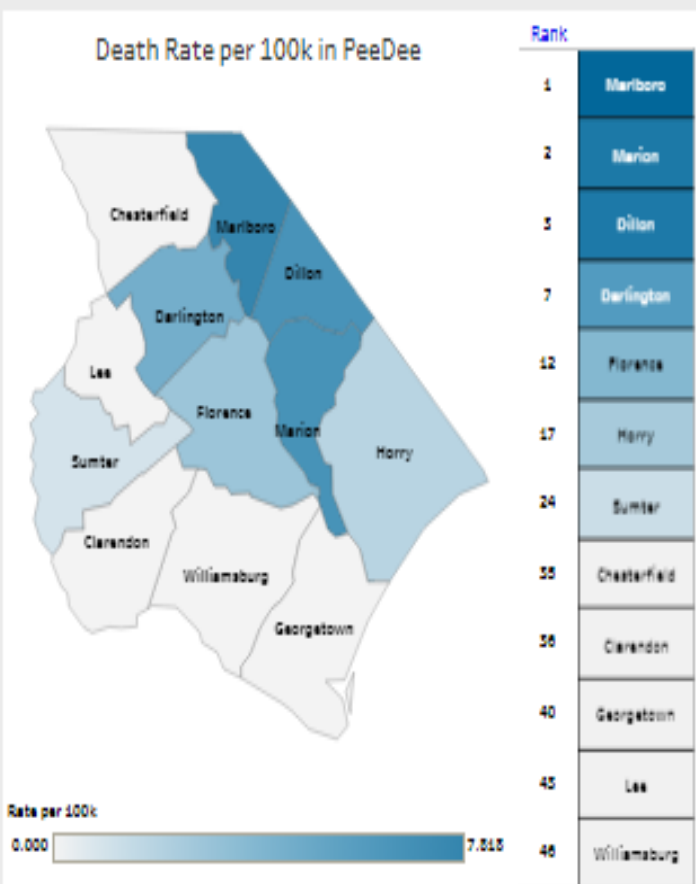 Death Rate per 100k in PeeDee
Rank
1 Marlboro
2 Marion
3 Dillon
7 Darlington
12 Florence
17 Horry
24 Sumter
Chesterfield
36 Clarendon
40 Georgetown
Lee
46 Williamsburg
Chesterfield
Marlboro
Dillon
Darlington
Lee
Florence
Marion
Horry
Sumter
Clarendon
Williamsburg
Georgetown
Rate per 100k
0.000